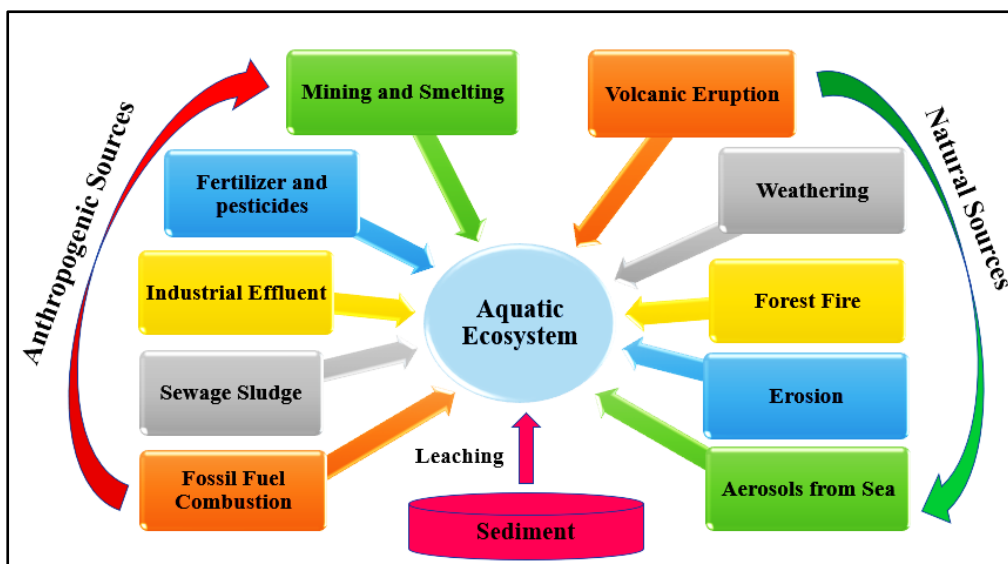 Anthropogenic Sources
Mining and Smelting
Fertilizer and
pesticides
Industrial Effluent
Sewage Sludge
Fossil Fuel
Combustion
Aquatic
Ecosystem
Leaching
Sediment
Volcanic Eruption
Weathering
Forest Fire
Erosion
Aerosols from Sea
Natural Sources